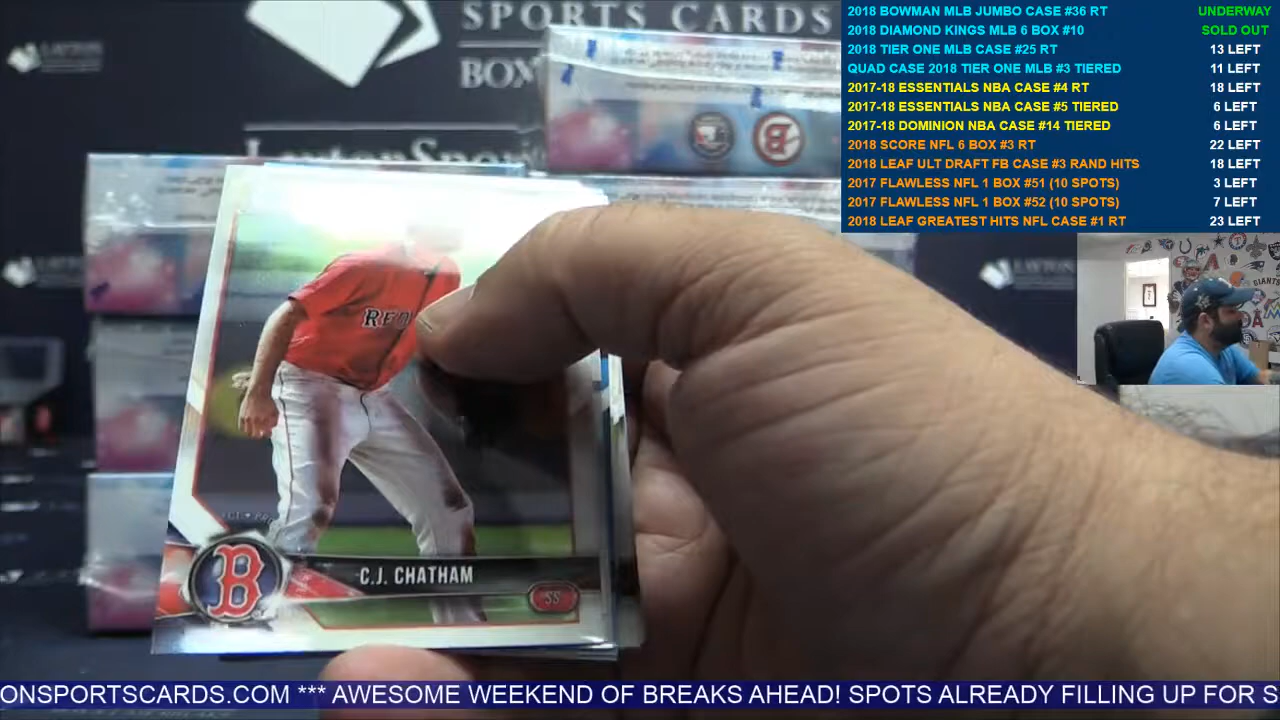 SPORTS CARDS
BOX
LaytonSports
2018 BOWMAN MLB JUMBO CASE #36 RT UNDERWAY
2018 DIAMOND KINGS MLB 6 BOX #10 SOLD OUT
2018 TIER ONE MLB CASE #25 RT 13 LEFT
QUAD CASE 2018 TIER ONE MLB #3 TIERED 11 LEFT
2017-18 ESSENTIALS NBA CASE #4 RT 18 LEFT
2017-18 ESSENTIALS NBA CASE #5 TIERED 6 LEFT
2017-18 DOMINION NBA CASE #14 TIERED 6 LEFT
2018 SCORE NFL 6 BOX #3 RT 22 LEFT
2018 LEAF ULT DRAFT FB CASE #3 RAND HITS 18 LEFT
2017 FLAWLESS NFL 1 BOX #51 (10 SPOTS) 3 LEFT
2017 FLAWLESS NFL 1 BOX #52 (10 SPOTS) 7 LEFT
2018 LEAF GREATEST HITS NFL CASE #1 RT 23 LEFT
LAYTON
GIANTS
RED
B
C.J. CHATHAM
SS
ONSPORTSCARDS.COM *** AWESOME WEEKEND OF BREAKS AHEAD! SPOTS ALREADY FILLING UP FOR S